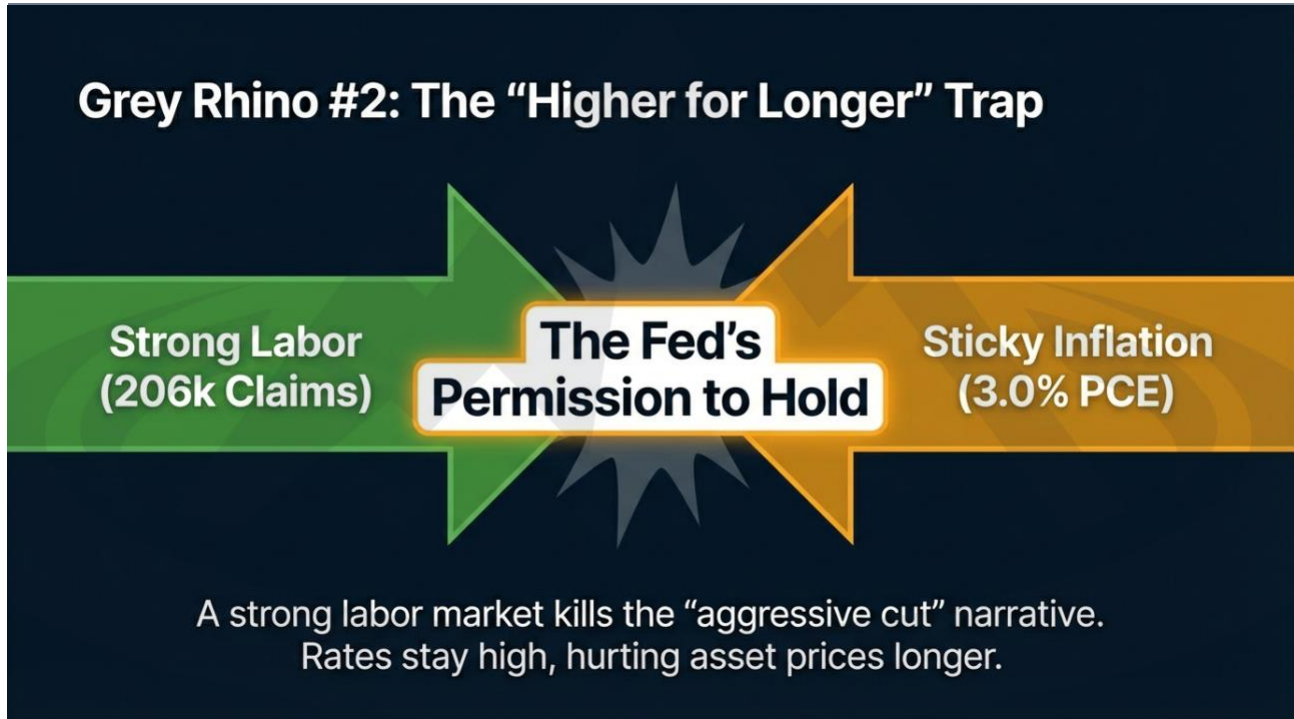 Grey Rhino #2: The “Higher for Longer” Trap
Strong Labor
(206k Claims)
The Fed’s
Permission to Hold
Sticky Inflation
(3.0% PCE)
A strong labor market kills the “aggressive cut” narrative.
Rates stay high, hurting asset prices longer.